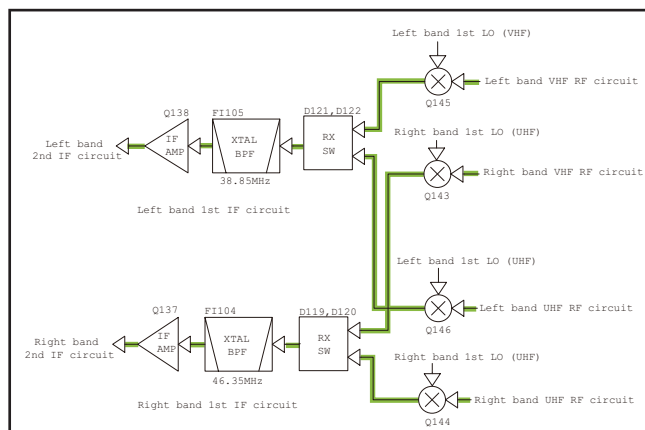 Left band 1st LO (VHF)
Left band VHF RF circuit
Q145
Right band 1st LO (UHF)
Right band VHF RF circuit
Q143
Q138
IF
AMP
FI105
XTAL
BPF
38.85MHz
D121,D122
RX
SW
Left band
2nd IF circuit
Left band 1st IF circuit
Left band 1st LO (UHF)
Left band UHF RF circuit
Q146
Q137
IF
AMP
FI104
XTAL
BPF
46.35MHz
D119,D120
RX
SW
Right band
2nd IF circuit
Right band 1st IF circuit
Right band 1st LO (UHF)
Right band UHF RF circuit
Q144